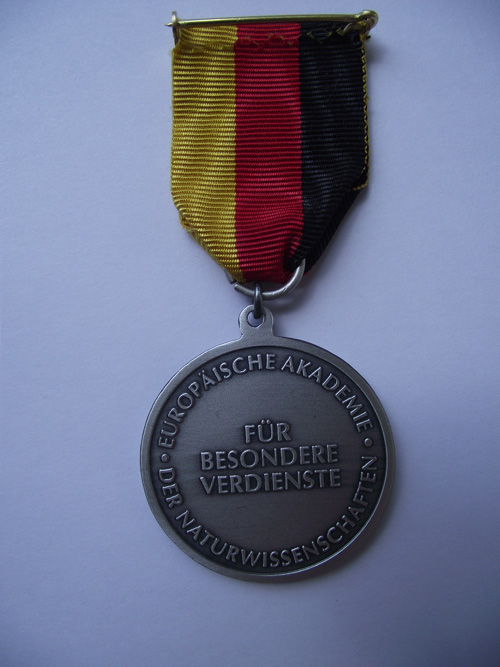 EUROPÄISCHE AKADEMIE
DER NATURWISSENSCHAFTEN
FÜR
BESONDERE
VERDIENSTE